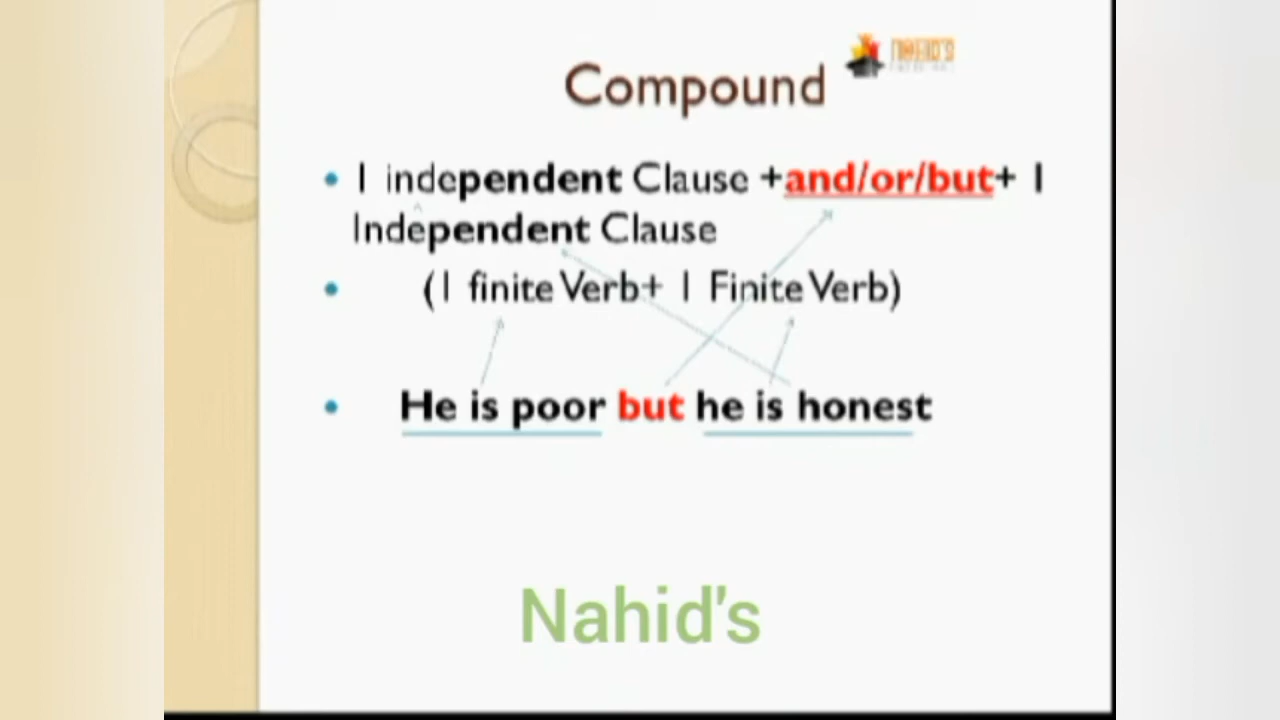 NAHID'S
Compound
• 1 independent Clause +and/or/but+ 1
Independent Clause
• (1 finite Verb+ 1 Finite Verb)
• He is poor but he is honest
Nahid's